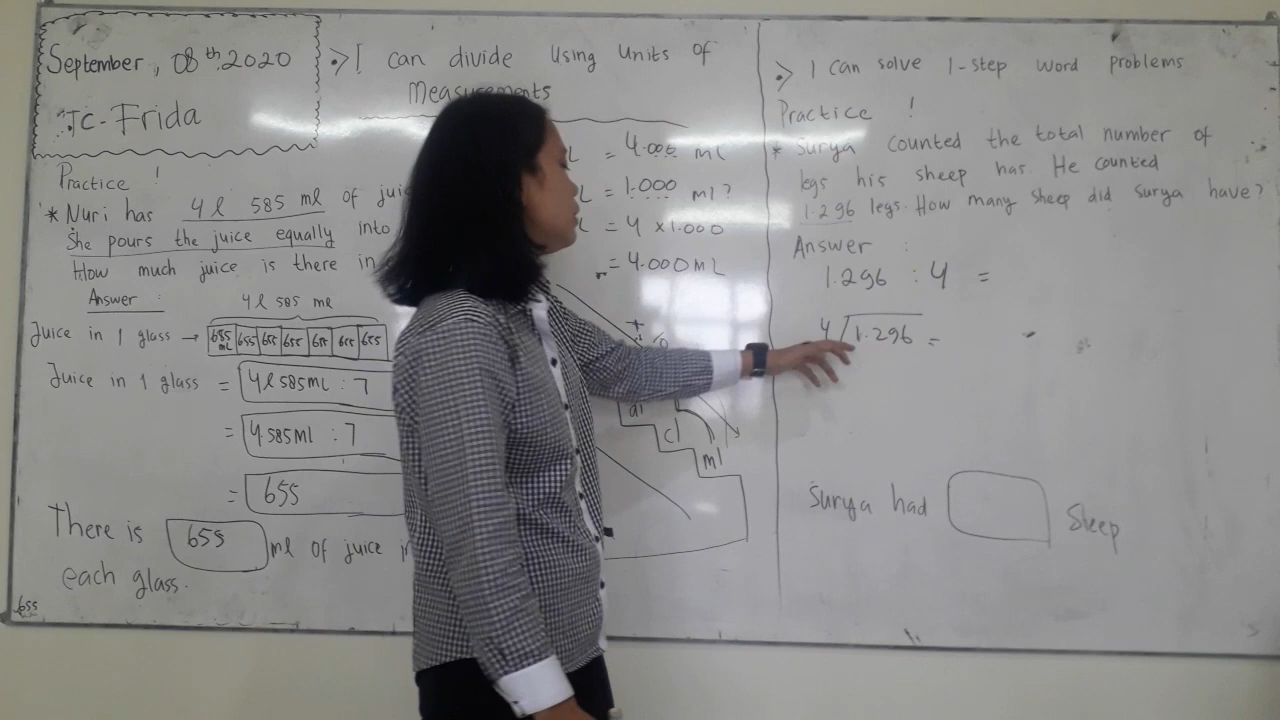 September, 08th, 2020
TC-Frida
Practice !
* Nuri has 4 l 585 ml of
She pours the juice equally into
How much juice is there in
Answer :
4 l 585 ml
Juice in 1 glass → 655 ml 655 655 655 655 655 655
Juice in 1 glass = 4 l 585 ml : 7
= 4.585 ml : 7
= 655
There is 655 ml of juice
each glass.
655
I can divide using units of
Measurements
= 4.000 ml
= 1.000 ml ?
= 4 x 1.000
= 4.000 mL
cl
ml
I can solve 1-step word problems
Practice !
* Surya counted the total number of
legs his sheep has. He counted
1.296 legs. How many sheep did Surya have?
Answer :
1.296 : 4 =
4 1.296 =
Surya had
Sheep